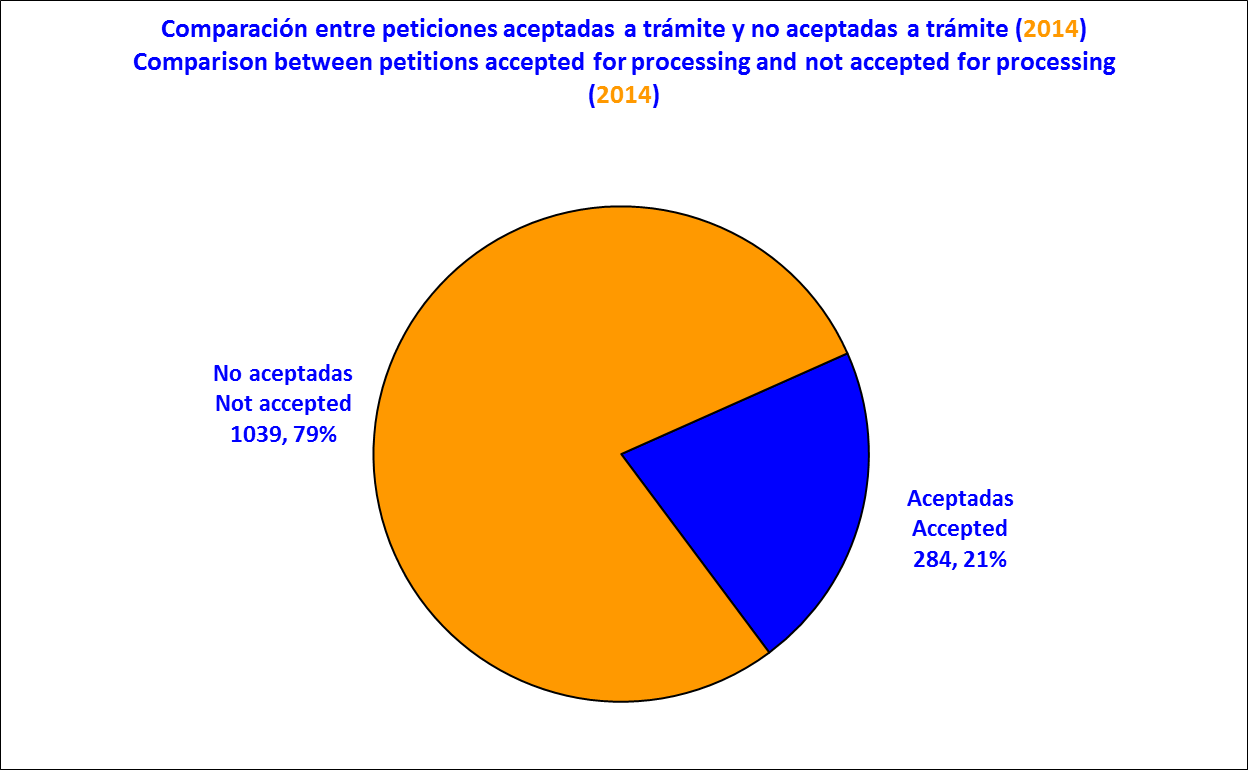 Comparación entre peticiones aceptadas a trámite y no aceptadas a trámite (2014)
Comparison between petitions accepted for processing and not accepted for processing
(2014)
No aceptadas
Not accepted
1039, 79%
Aceptadas
Accepted
284, 21%